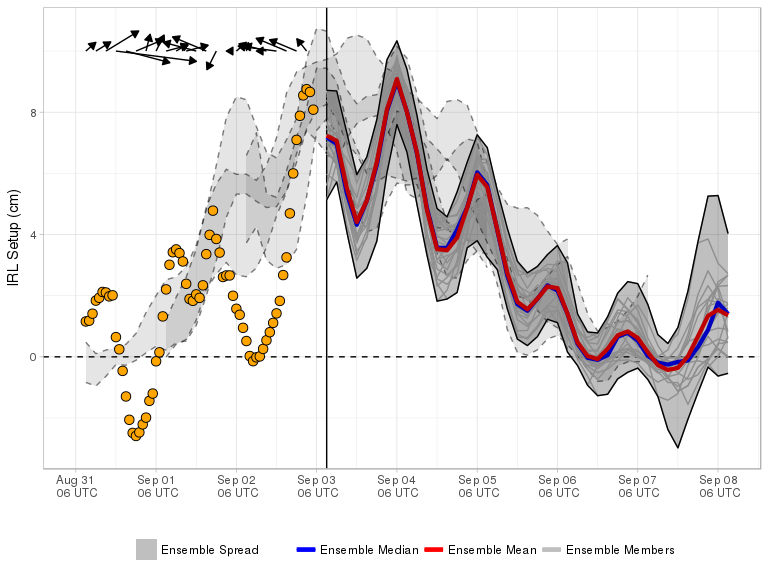 IRL Setup (cm)
8
4
0
Aug 31 Sep 01 Sep 02 Sep 03 Sep 04 Sep 05 Sep 06 Sep 07 Sep 08
06 UTC 06 UTC 06 UTC 06 UTC 06 UTC 06 UTC 06 UTC 06 UTC 06 UTC
Ensemble Spread Ensemble Median Ensemble Mean Ensemble Members